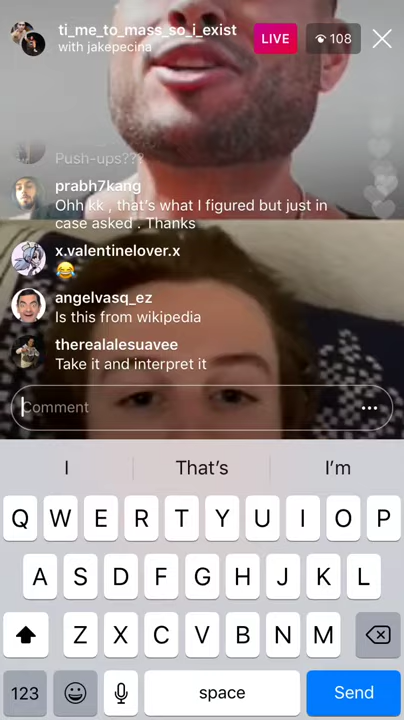 ti_me_to_mass_so_i_exist
with jakepecina
LIVE
108
Push-ups???
prabh7kang
Ohh kk , that's what I figured but just in
case asked . Thanks
x.valentinelover.x
😂
angelvasq_ez
Is this from wikipedia
therealalesuavee
Take it and interpret it
Comment
I That's I'm
Q W E R T Y U I O P
A S D F G H J K L
Z X C V B N M
123 space Send